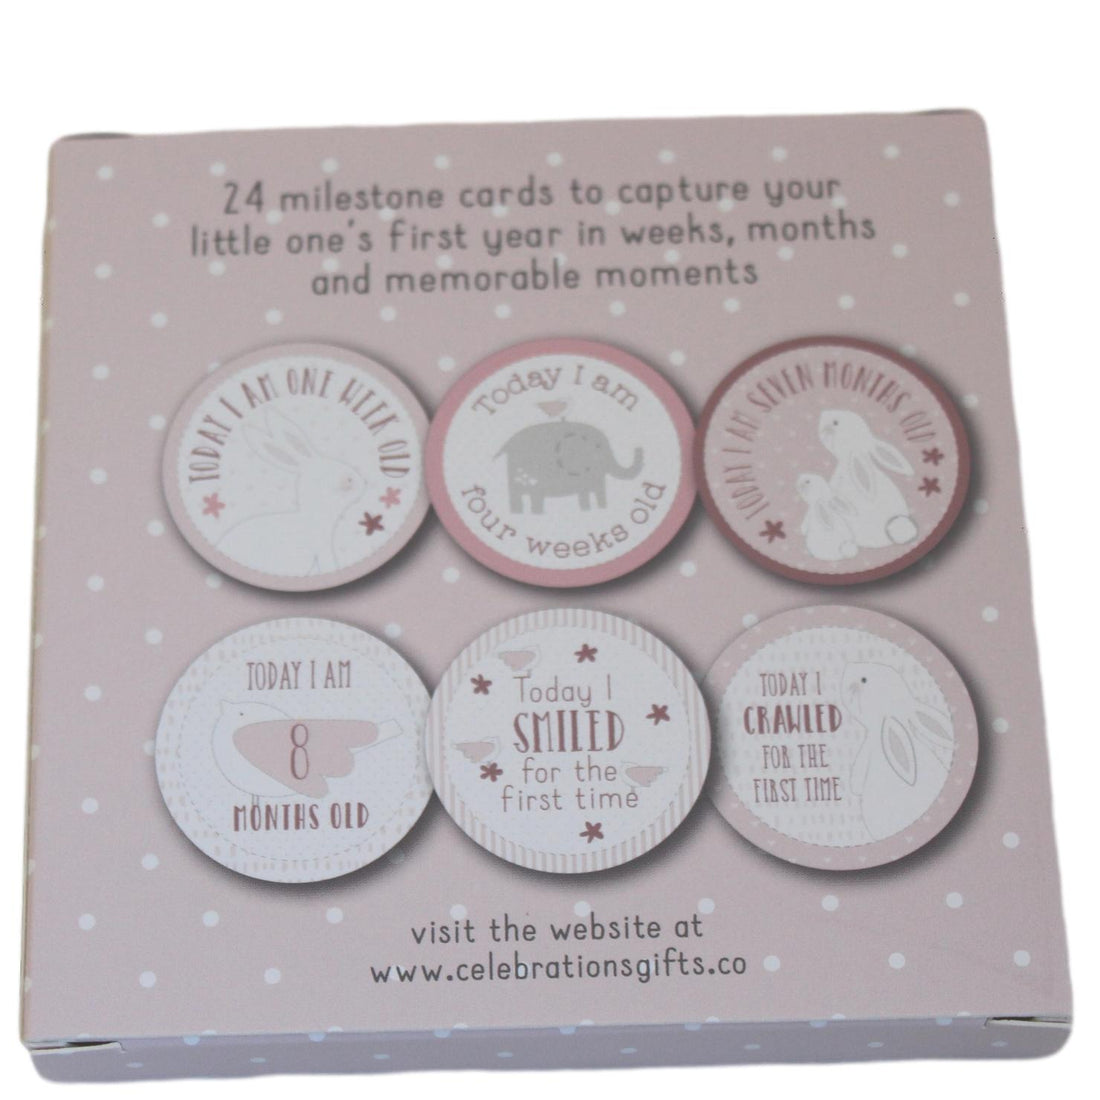 24 milestone cards to capture your
little one's first year in weeks, months
and memorable moments
TODAY I AM ONE WEEK OLD
Today I am
four weeks old
TODAY I AM SEVEN MONTHS OLD
TODAY I AM
8
MONTHS OLD
Today I
SMILED
for the
first time
TODAY I
CRAWLED
FOR THE
FIRST TIME
visit the website at
www.celebrationsgifts.co